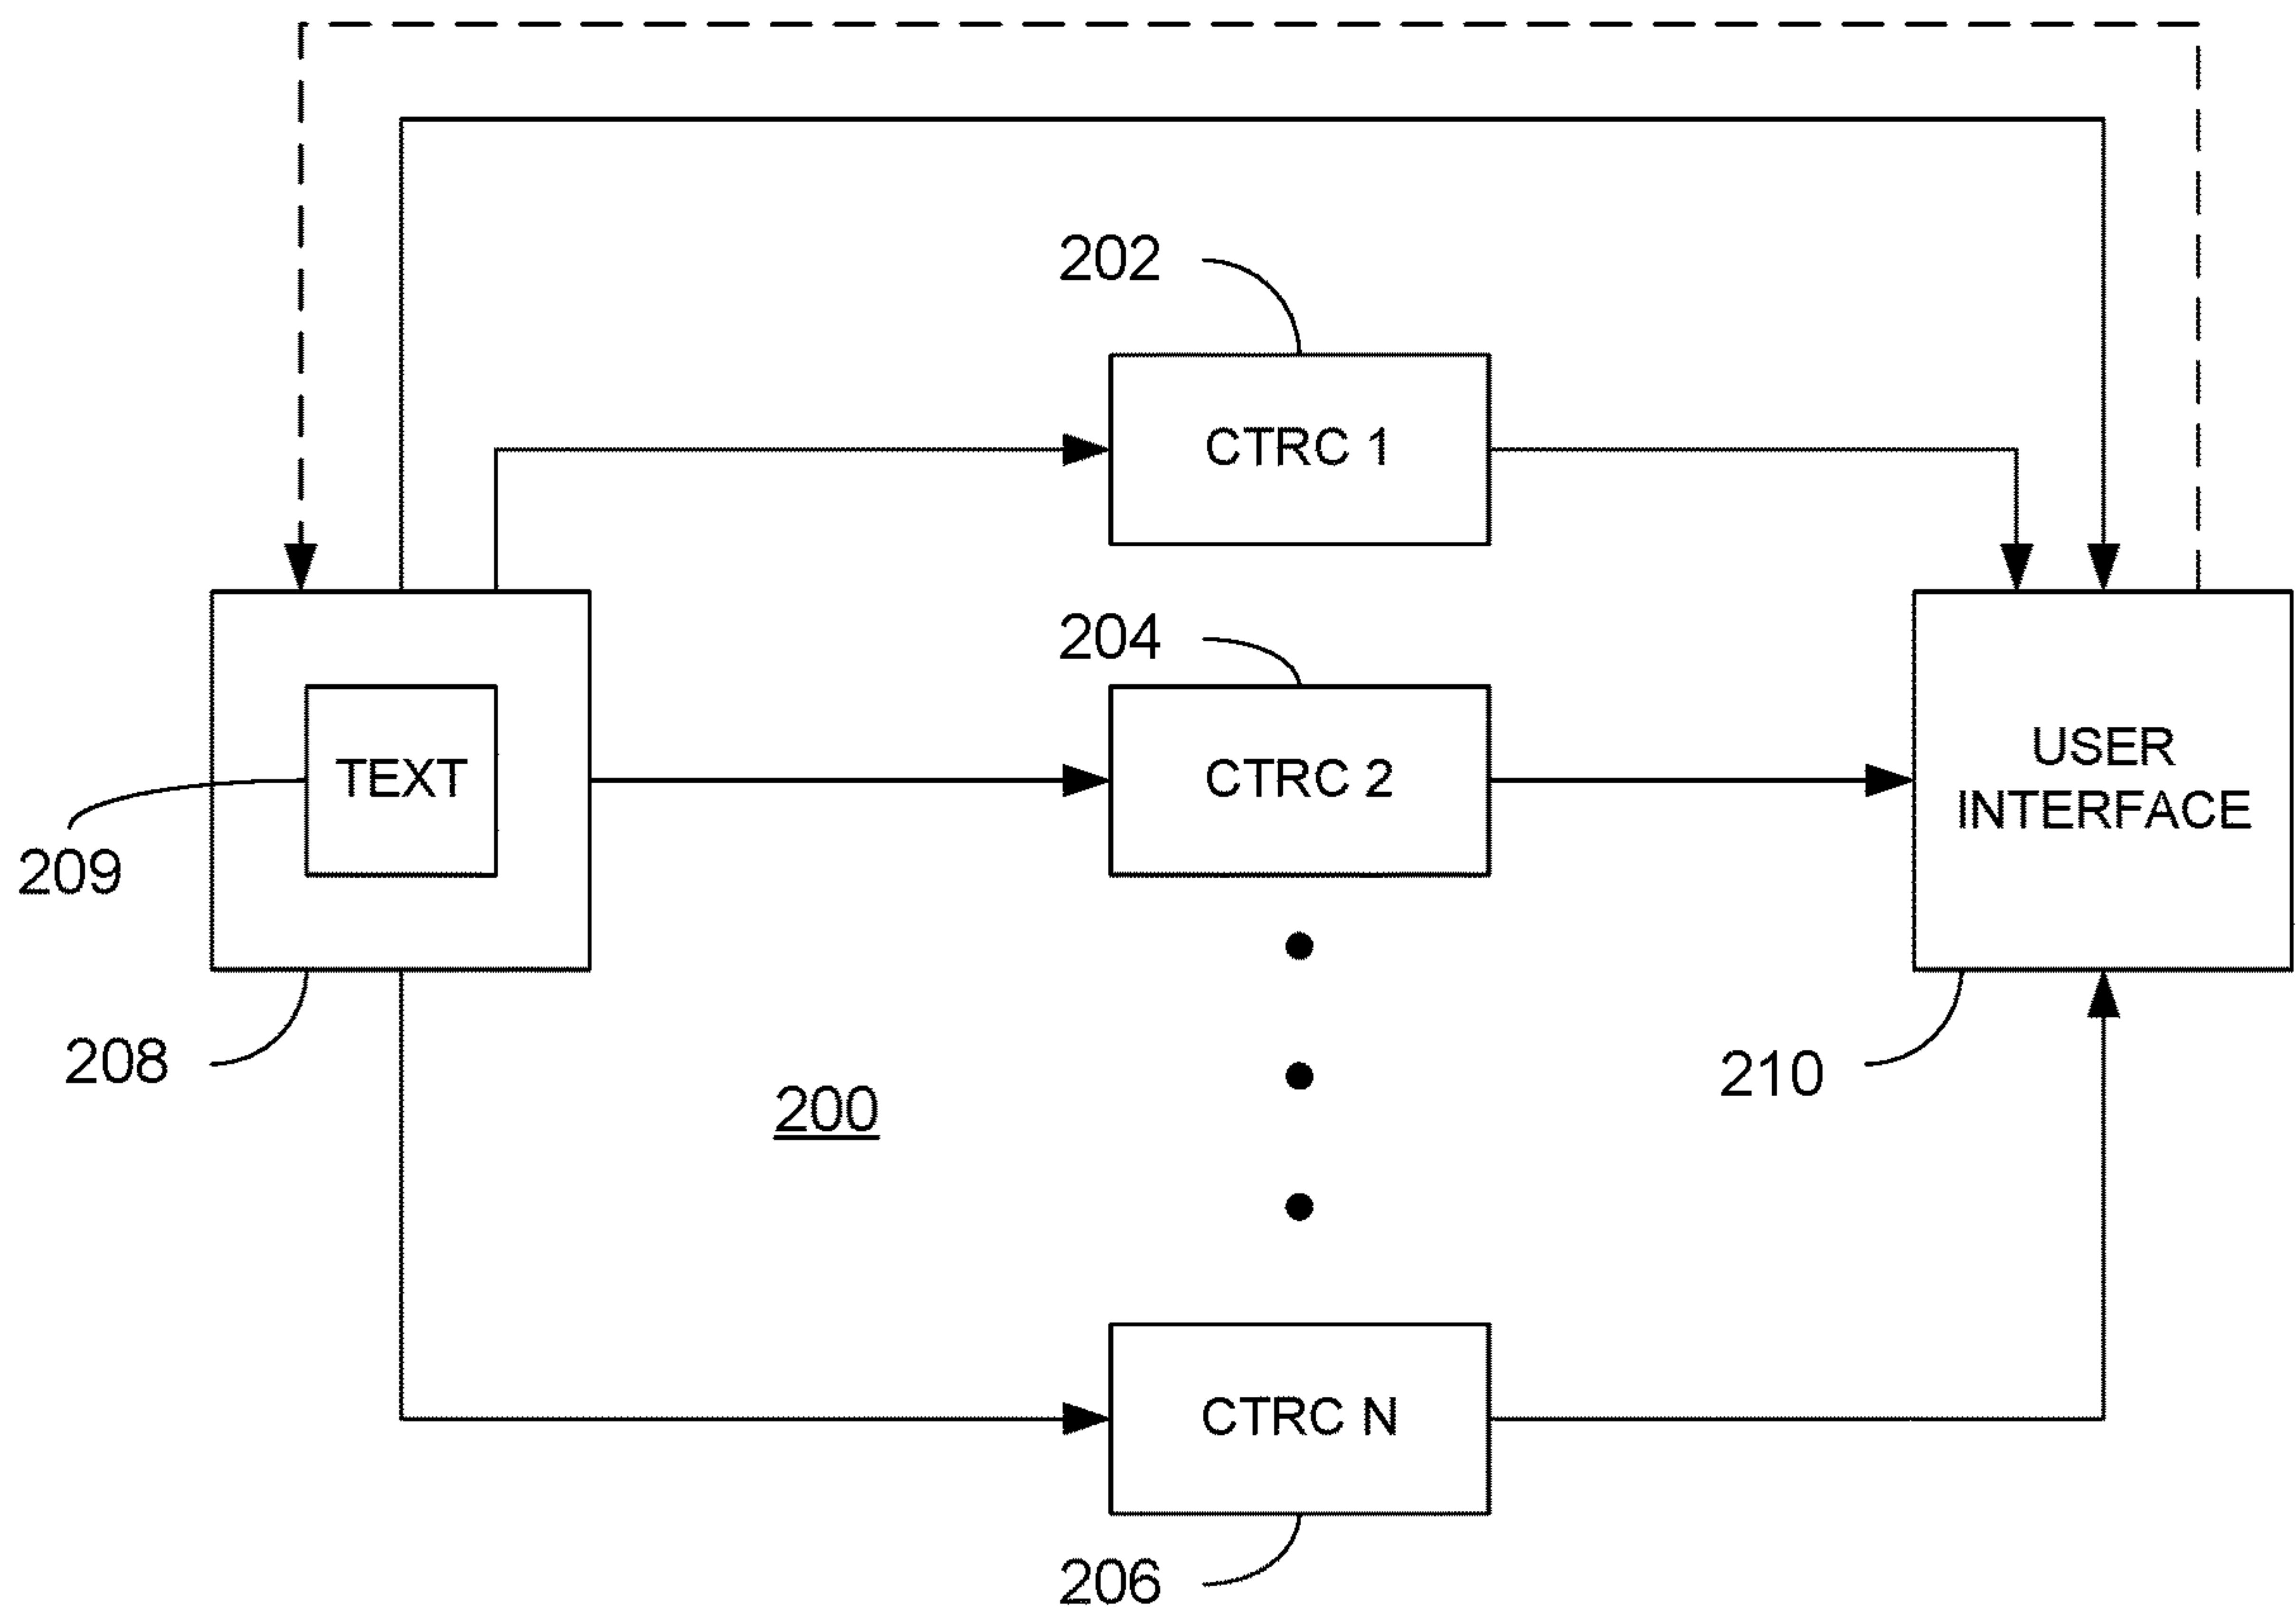 202
CTRC 1
204
TEXT
CTRC 2
USER
INTERFACE
209
208
200
210
CTRC N
206